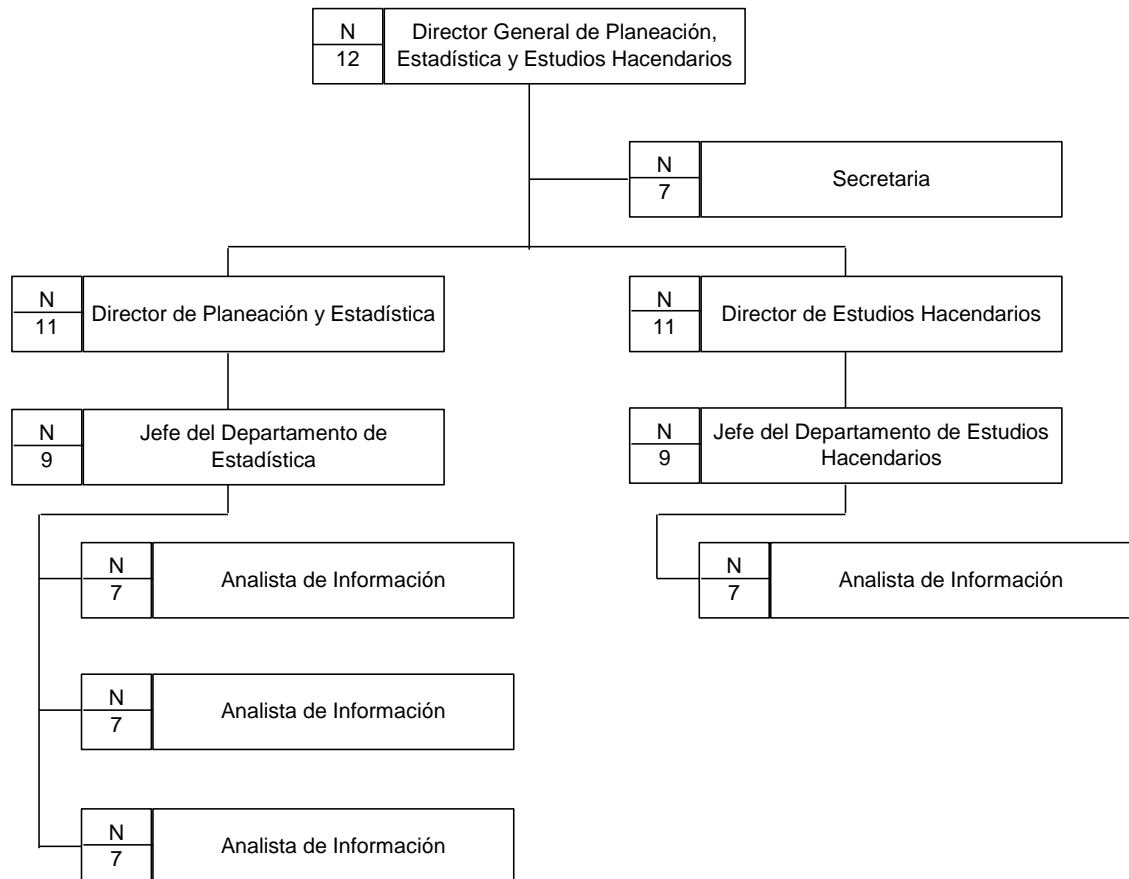 N
12
Director General de Planeación,
Estadística y Estudios Hacendarios
N
7
Secretaria
N
11
Director de Planeación y Estadística
N
11
Director de Estudios Hacendarios
N
9
Jefe del Departamento de
Estadística
N
9
Jefe del Departamento de Estudios
Hacendarios
N
7
Analista de Información
N
7
Analista de Información
N
7
Analista de Información
N
7
Analista de Información